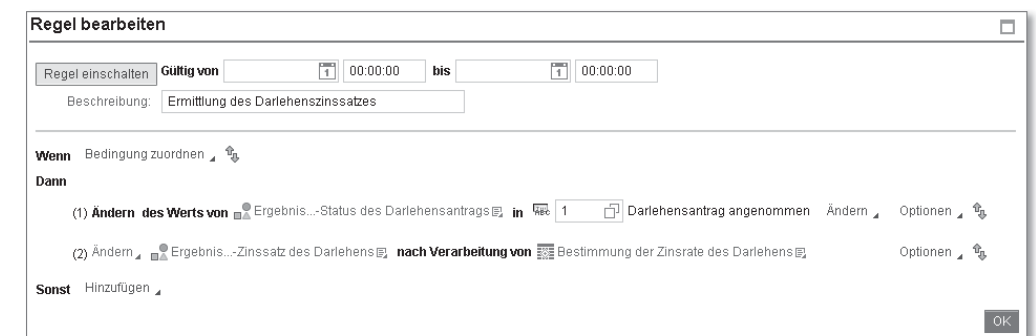 Regel bearbeiten
Regel einschalten Gültig von 00:00:00 bis 00:00:00
Beschreibung: Ermittlung des Darlehenszinssatzes
Wenn Bedingung zuordnen
Dann
(1) Ändern des Werts von Ergebnis...-Status des Darlehensantrags in ABC 1 Darlehensantrag angenommen Ändern Optionen
(2) Ändern Ergebnis...-Zinssatz des Darlehens nach Verarbeitung von Bestimmung der Zinsrate des Darlehens Optionen
Sonst Hinzufügen
OK